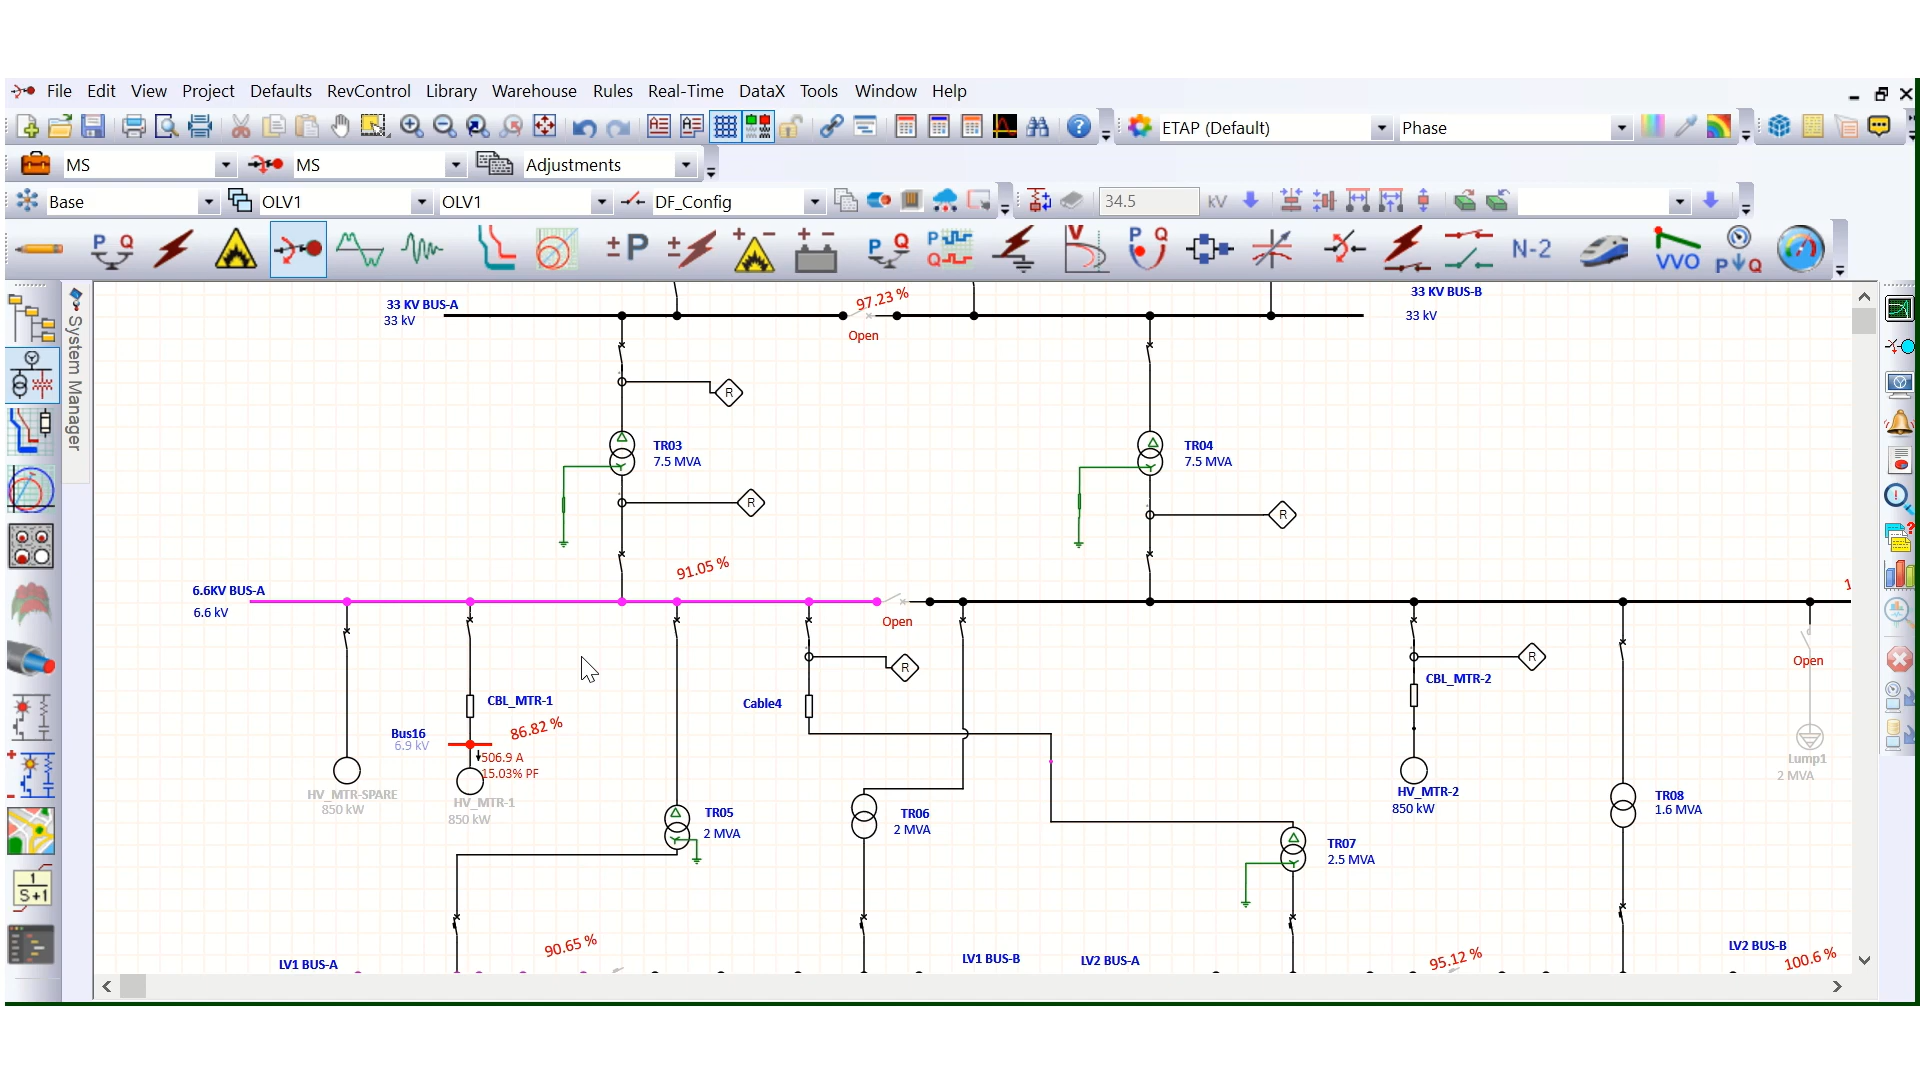 File Edit View Project Defaults RevControl Library Warehouse Rules Real-Time DataX Tools Window Help
ETAP (Default) Phase
MS MS Adjustments
Base OLV1 OLV1 DF_Config 34.5 kV
P Q ± P ± P Q P Q V P Q N-2 VVO P Q
System Manager
33 KV BUS-A
33 kV
97.23 %
Open
33 KV BUS-B
33 kV
R
TR03
7.5 MVA
TR04
7.5 MVA
R
R
91.05 %
6.6KV BUS-A
6.6 kV
Open
R
R
Open
CBL_MTR-2
CBL_MTR-1
Cable4
86.82 %
Bus16
6.9 kV
506.9 A
15.03% PF
Lump1
2 MVA
HV_MTR-SPARE
850 kW
HV_MTR-1
850 kW
HV_MTR-2
850 kW
TR05
2 MVA
TR06
2 MVA
TR08
1.6 MVA
TR07
2.5 MVA
1
S+1
90.65 %
LV1 BUS-A
LV1 BUS-B
LV2 BUS-A
95.12 %
LV2 BUS-B
100.6 %